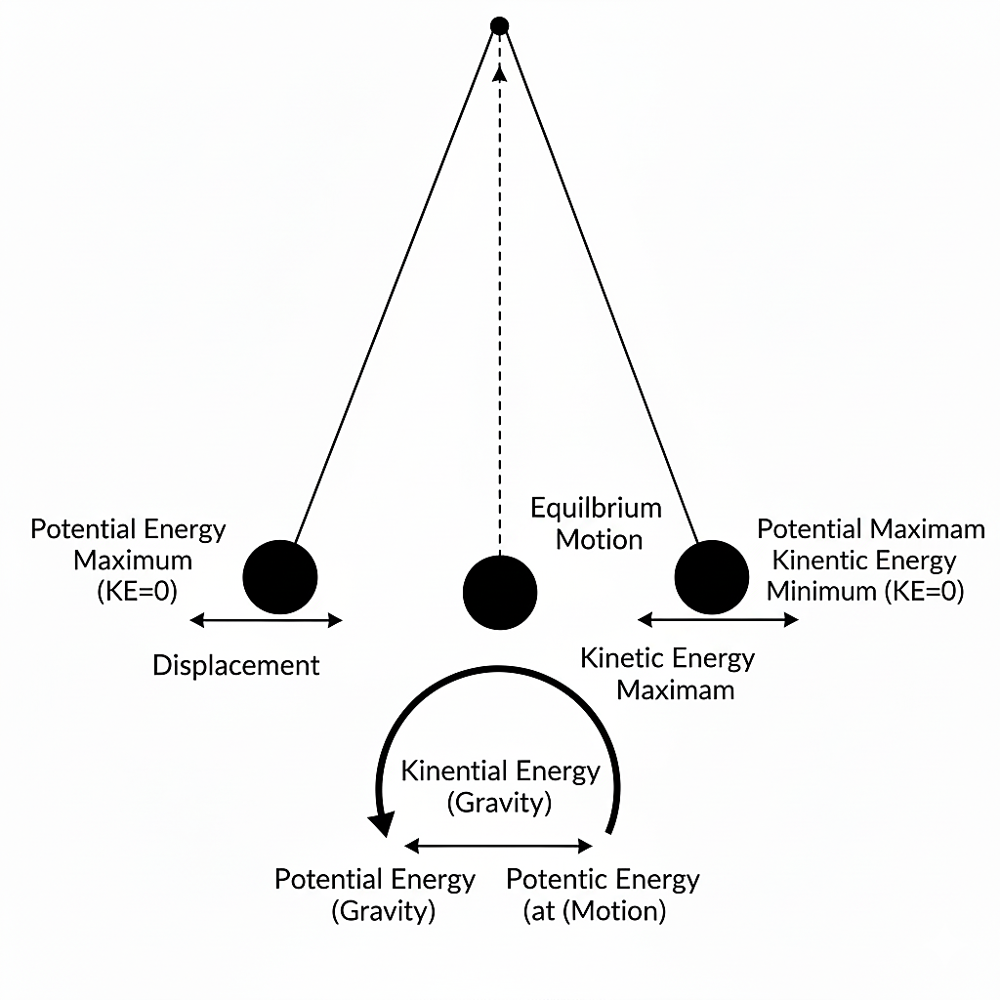 Equilbrium
Motion
Potential Energy
Maximum
(KE=0)
Potential Maximam
Kinentic Energy
Minimum (KE=0)
Displacement
Kinetic Energy
Maximam
Kinential Energy
(Gravity)
Potential Energy
(Gravity)
Potentic Energy
(at (Motion)